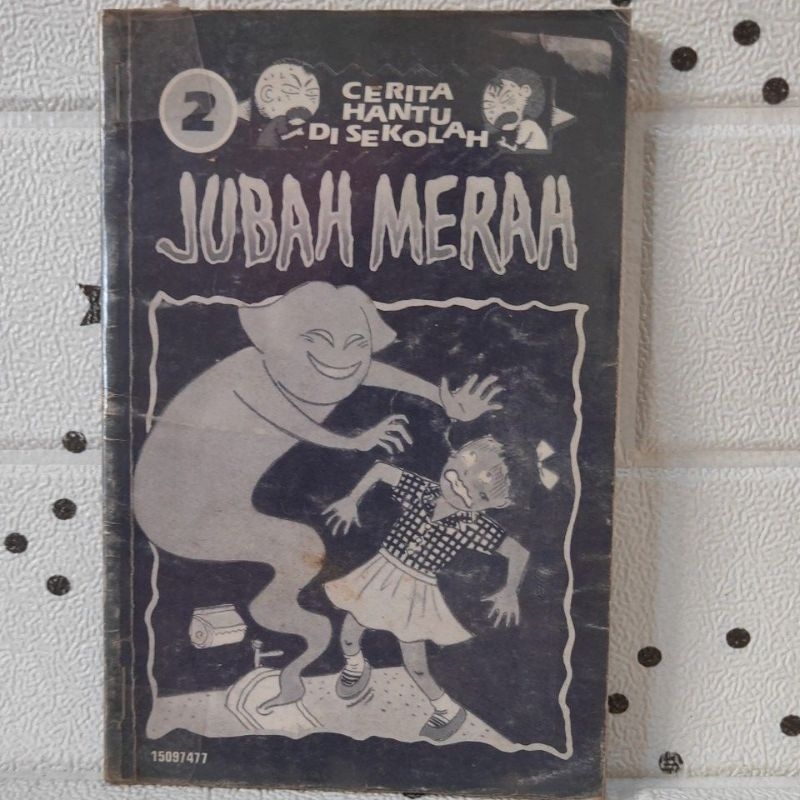 2
CERITA
HANTU
DI SEKOLAH
JUBAH MERAH
15097477